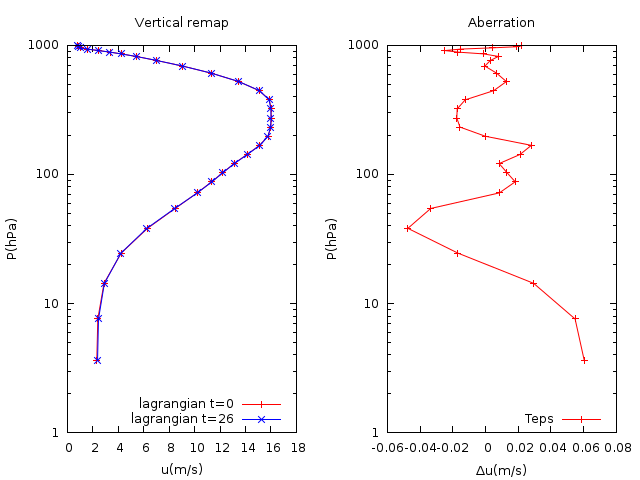 Vertical remap
1000
100
10
1
P(hPa)
lagrangian t=0
lagrangian t=26
0 2 4 6 8 10 12 14 16 18
u(m/s)
Aberration
1000
100
10
1
P(hPa)
Teps
-0.06 -0.04 -0.02 0 0.02 0.04 0.06 0.08
Δu(m/s)